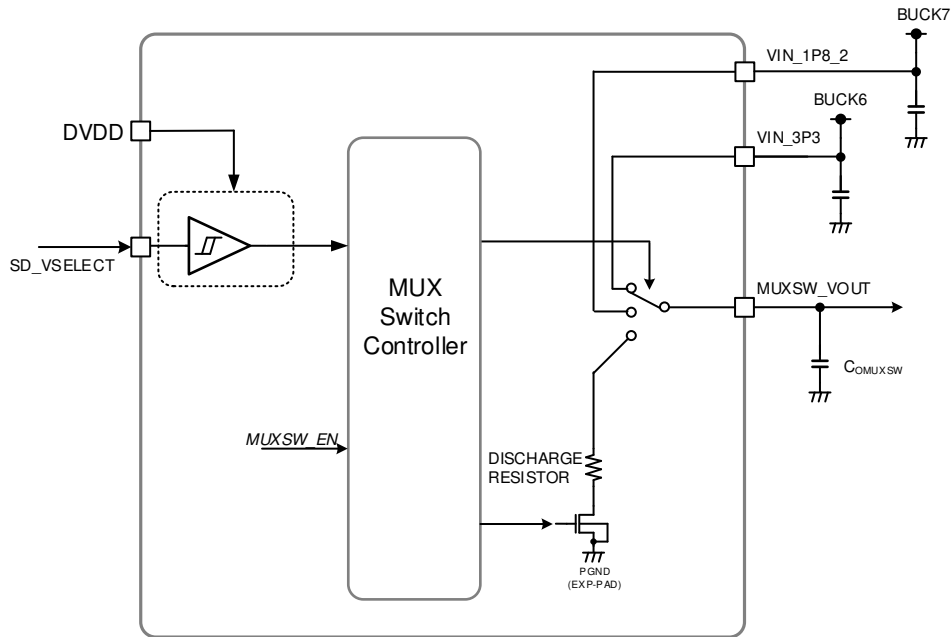 BUCK7
VIN_1P8_2
BUCK6
DVDD
VIN_3P3
SD_VSELECT
MUX
Switch
Controller
MUXSW_VOUT
COMUXSW
MUXSW_EN
DISCHARGE
RESISTOR
PGND
(EXP-PAD)